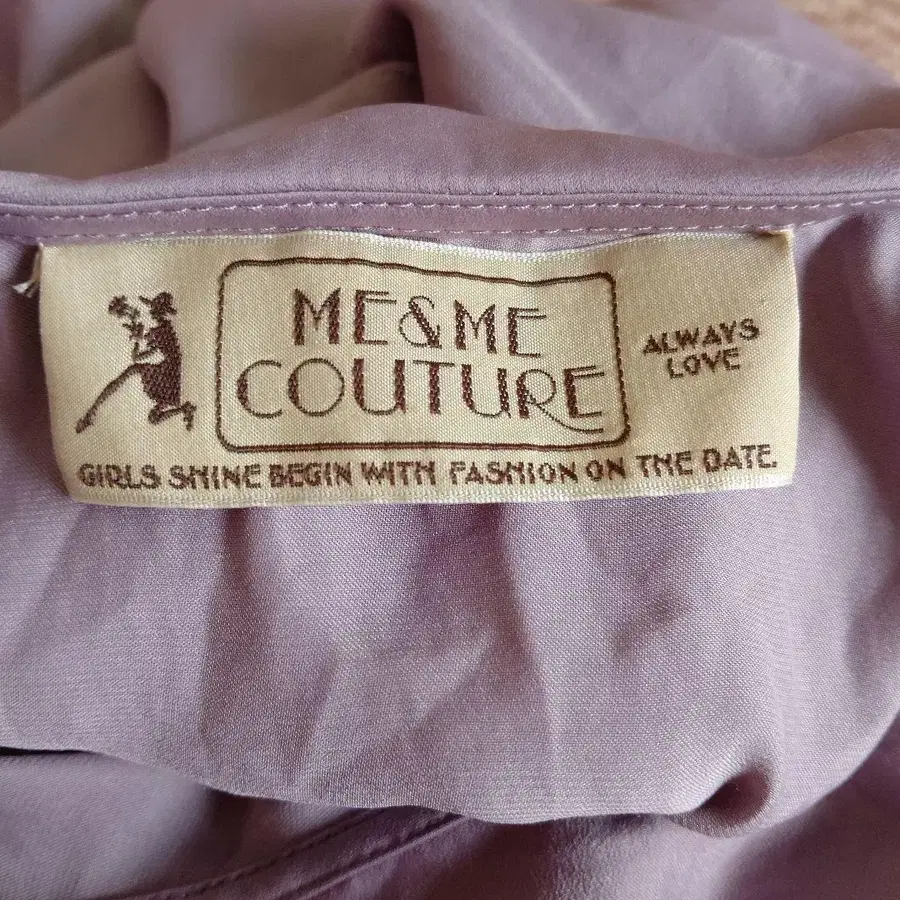 ME&ME
COUTURE
ALWAYS
LOVE
GIRLS SHINE BEGIN WITH FASHION ON THE DATE.